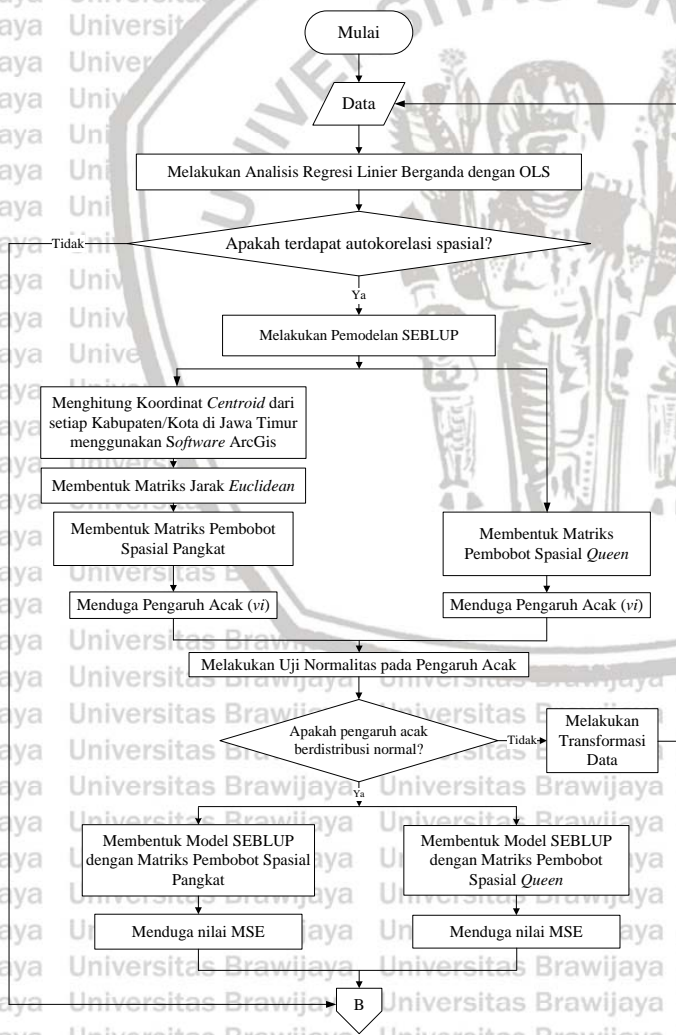 Mulai
Data
Melakukan Analisis Regresi Linier Berganda dengan OLS
Apakah terdapat autokorelasi spasial?
Tidak
Ya
Melakukan Pemodelan SEBLUP
Menghitung Koordinat Centroid dari
setiap Kabupaten/Kota di Jawa Timur
menggunakan Software ArcGis
Membentuk Matriks Jarak Euclidean
Membentuk Matriks Pembobot
Spasial Pangkat
Menduga Pengaruh Acak (vi)
Membentuk Matriks
Pembobot Spasial Queen
Menduga Pengaruh Acak (vi)
Melakukan Uji Normalitas pada Pengaruh Acak
Apakah pengaruh acak
berdistribusi normal?
Tidak
Melakukan
Transformasi
Data
Ya
Membentuk Model SEBLUP
dengan Matriks Pembobot Spasial
Pangkat
Menduga nilai MSE
Membentuk Model SEBLUP
dengan Matriks Pembobot
Spasial Queen
Menduga nilai MSE
B
Universitas Brawijaya